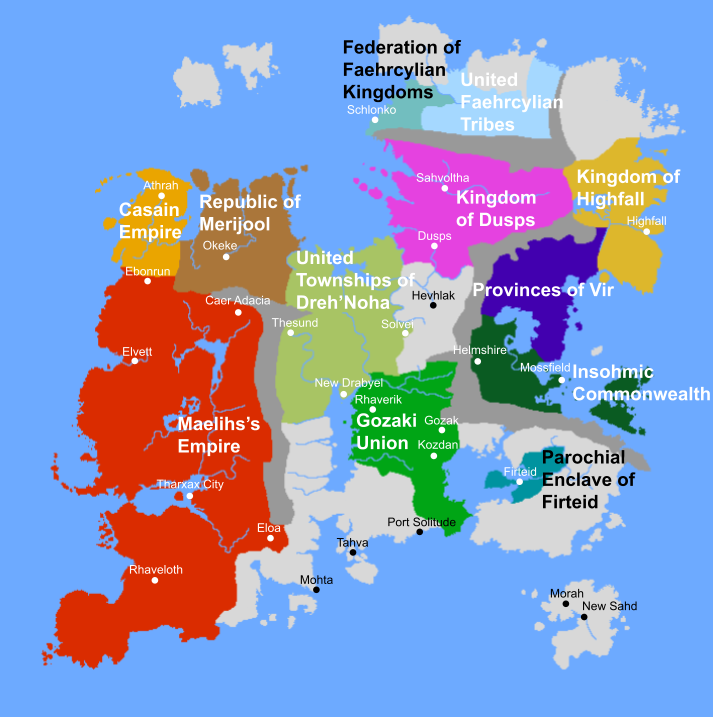 Federation of
Faehrcylian
Kingdoms
Schlonko
United
Faehrcylian
Tribes
Athrah
Casain
Empire
Republic of
Merijool
Okeke
Sahvoltha
Kingdom
of Dusps
Dusps
Kingdom of
Highfall
Highfall
Ebonrun
United
Townships of
Dreh'Noha
Provinces of Vir
Hevhlak
Caer Adacia
Thesund
Solvei
Elvett
Helmshire
Mossfield
Insohmic
Commonwealth
New Drabyel
Rhaverik
Gozaki
Union
Gozak
Kozdan
Maelihs's
Empire
Parochial
Enclave of
Firteid
Firteid
Tharxax City
Eloa
Port Solitude
Tahva
Rhaveloth
Mohta
Morah
New Sahd